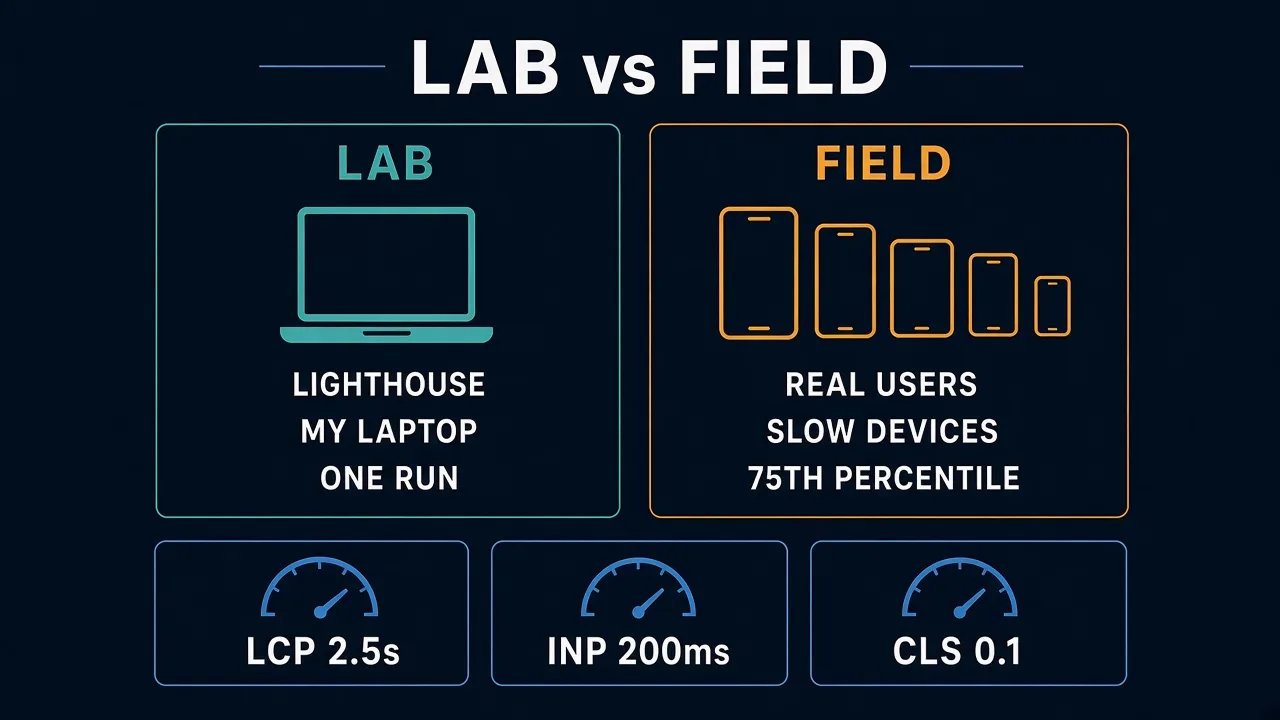 LAB vs FIELD
LAB
LIGHTHOUSE
MY LAPTOP
ONE RUN
FIELD
REAL USERS
SLOW DEVICES
75TH PERCENTILE
LCP 2.5s
INP 200ms
CLS 0.1